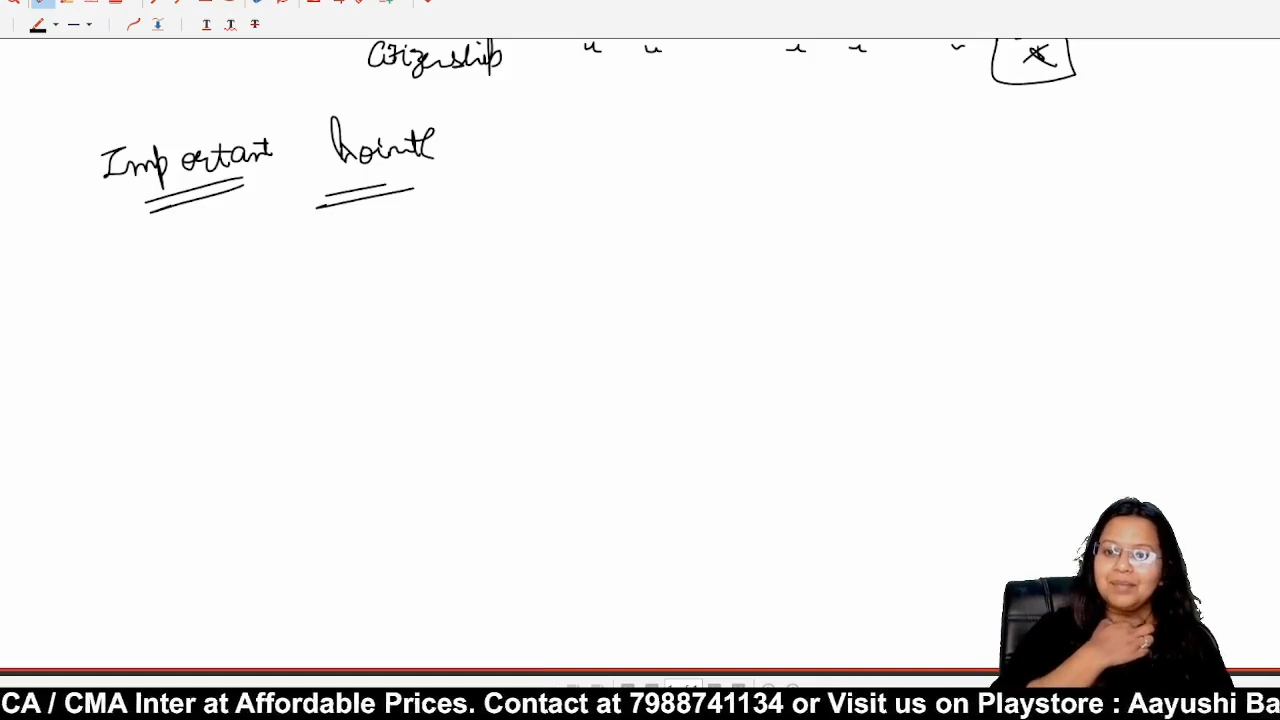 Citizenship " " " " "
Important Points
CA / CMA Inter at Affordable Prices. Contact at 7988741134 or Visit us on Playstore : Aayushi Ba